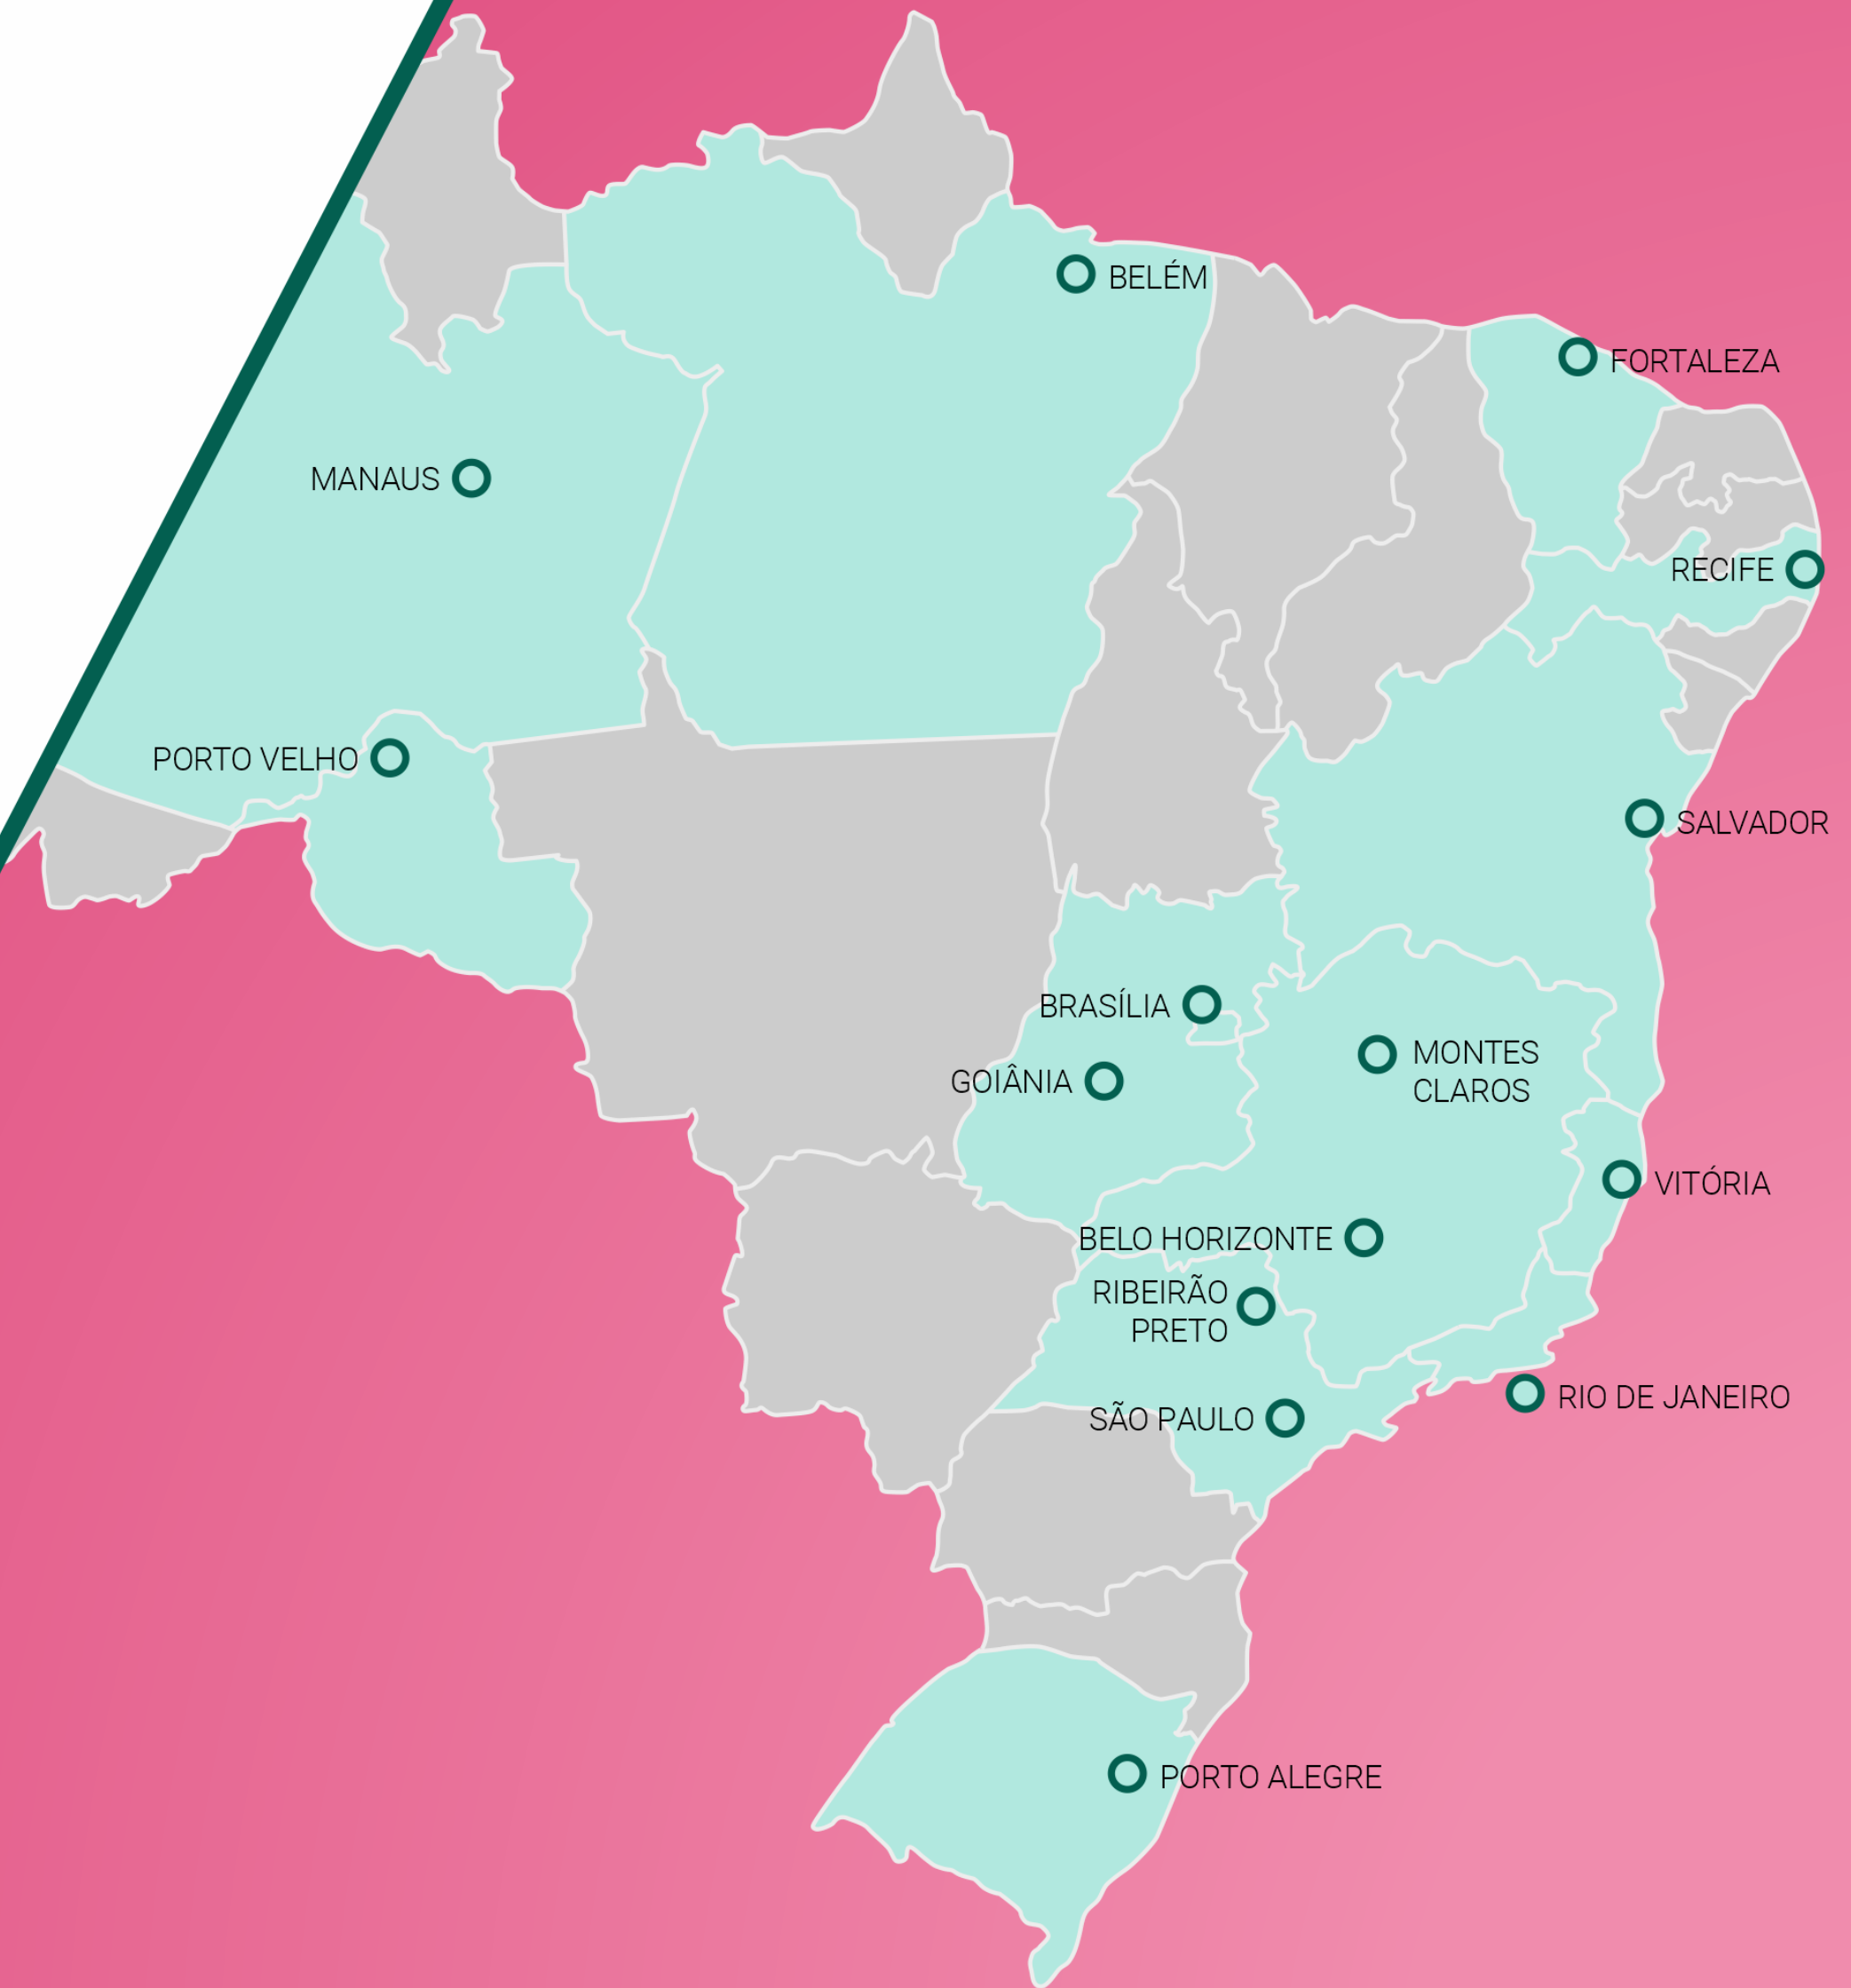 BELÉM
FORTALEZA
MANAUS
RECIFE
PORTO VELHO
SALVADOR
BRASÍLIA
MONTES
CLAROS
GOIÂNIA
VITÓRIA
BELO HORIZONTE
RIBEIRÃO
PRETO
RIO DE JANEIRO
SÃO PAULO
PORTO ALEGRE